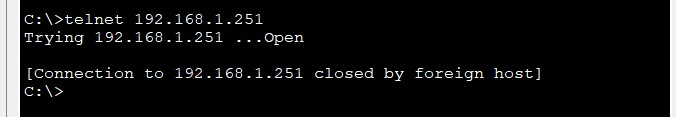 C:\>telnet 192.168.1.251
Trying 192.168.1.251 ...Open
[Connection to 192.168.1.251 closed by foreign host]
C:\>